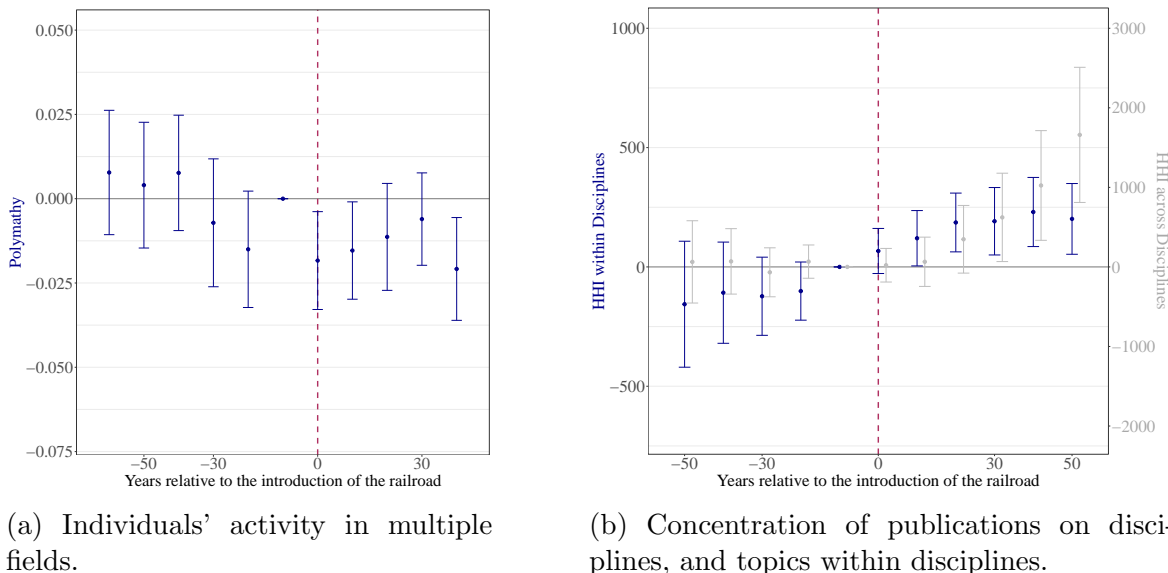 0.050
0.025
0.000
−0.025
−0.050
−0.075
Polymathy
−50
−30
0
30
Years relative to the introduction of the railroad
(a) Individuals' activity in multiple
fields.
1000
500
0
−500
HHI within Disciplines
3000
2000
1000
0
−1000
−2000
HHI across Disciplines
−50
−30
0
30
50
Years relative to the introduction of the railroad
(b) Concentration of publications on disci-
plines, and topics within disciplines.